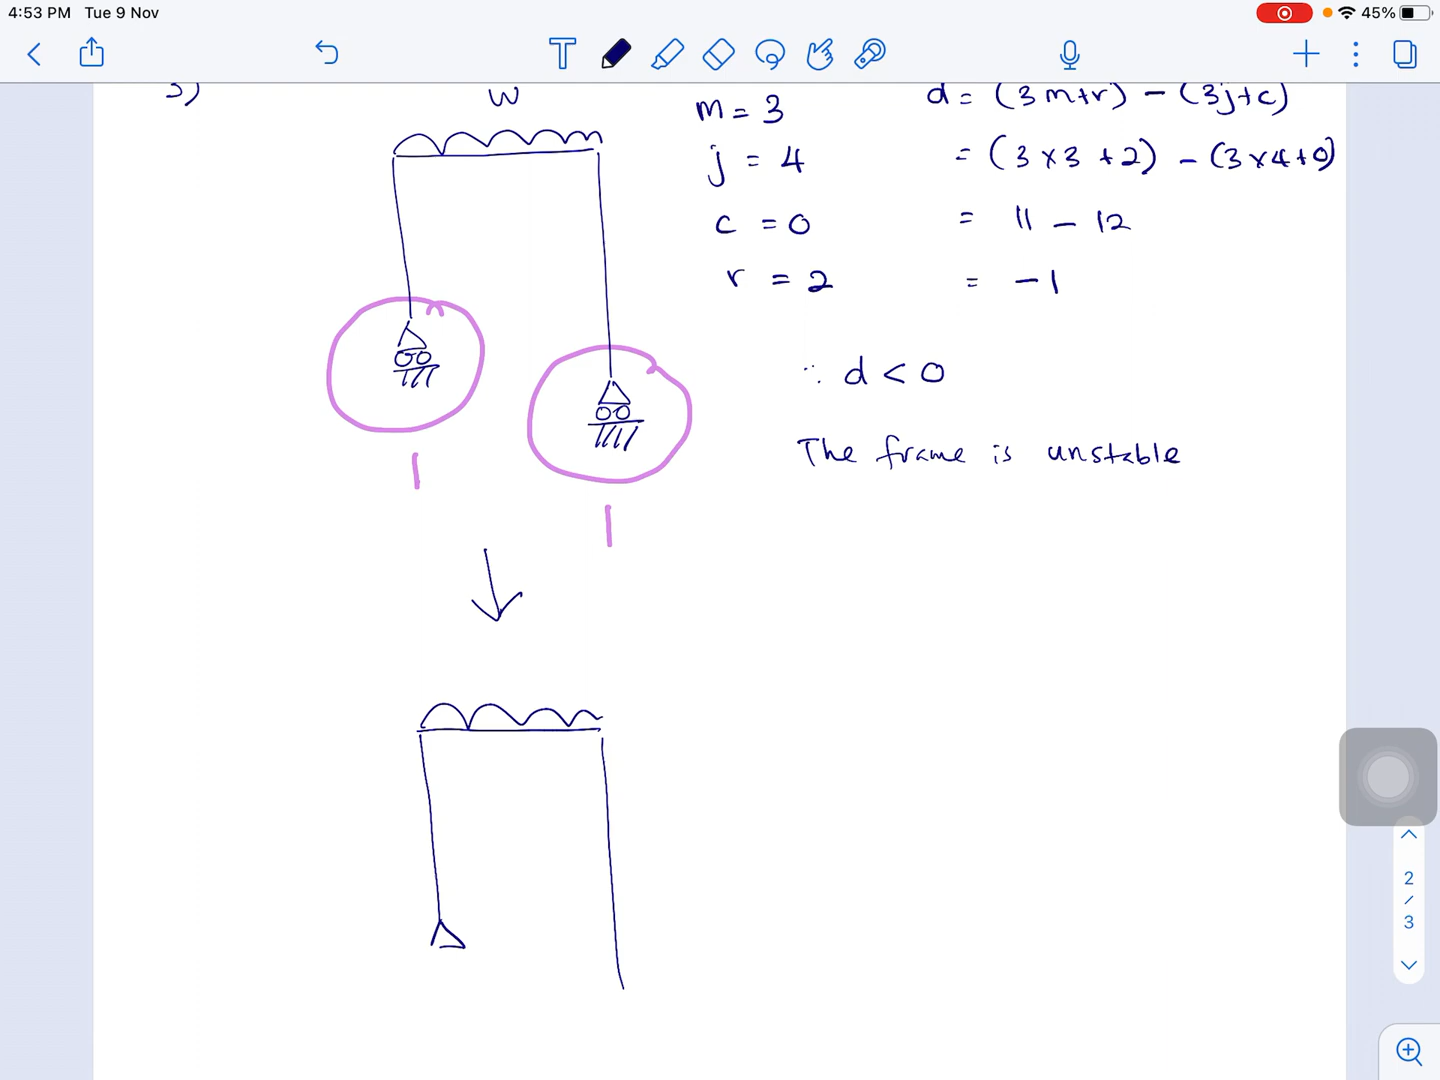 4:53 PM Tue 9 Nov
45%
3)
W
m = 3
j = 4
c = 0
r = 2
d = (3m+r) - (3j+c)
= (3×3+2) - (3×4+0)
= 11 - 12
= -1
∴ d < 0
The frame is unstable
1
1
2
/
3